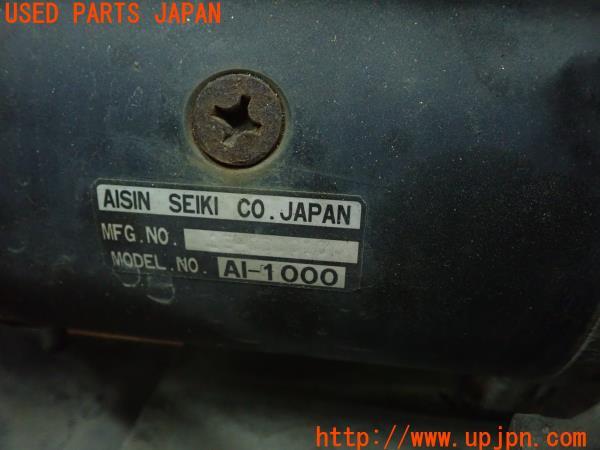 USED PARTS JAPAN
AISIN SEIKI CO. JAPAN
MFG. NO.
MODEL NO. AI-1000
http://www.upjpn.com